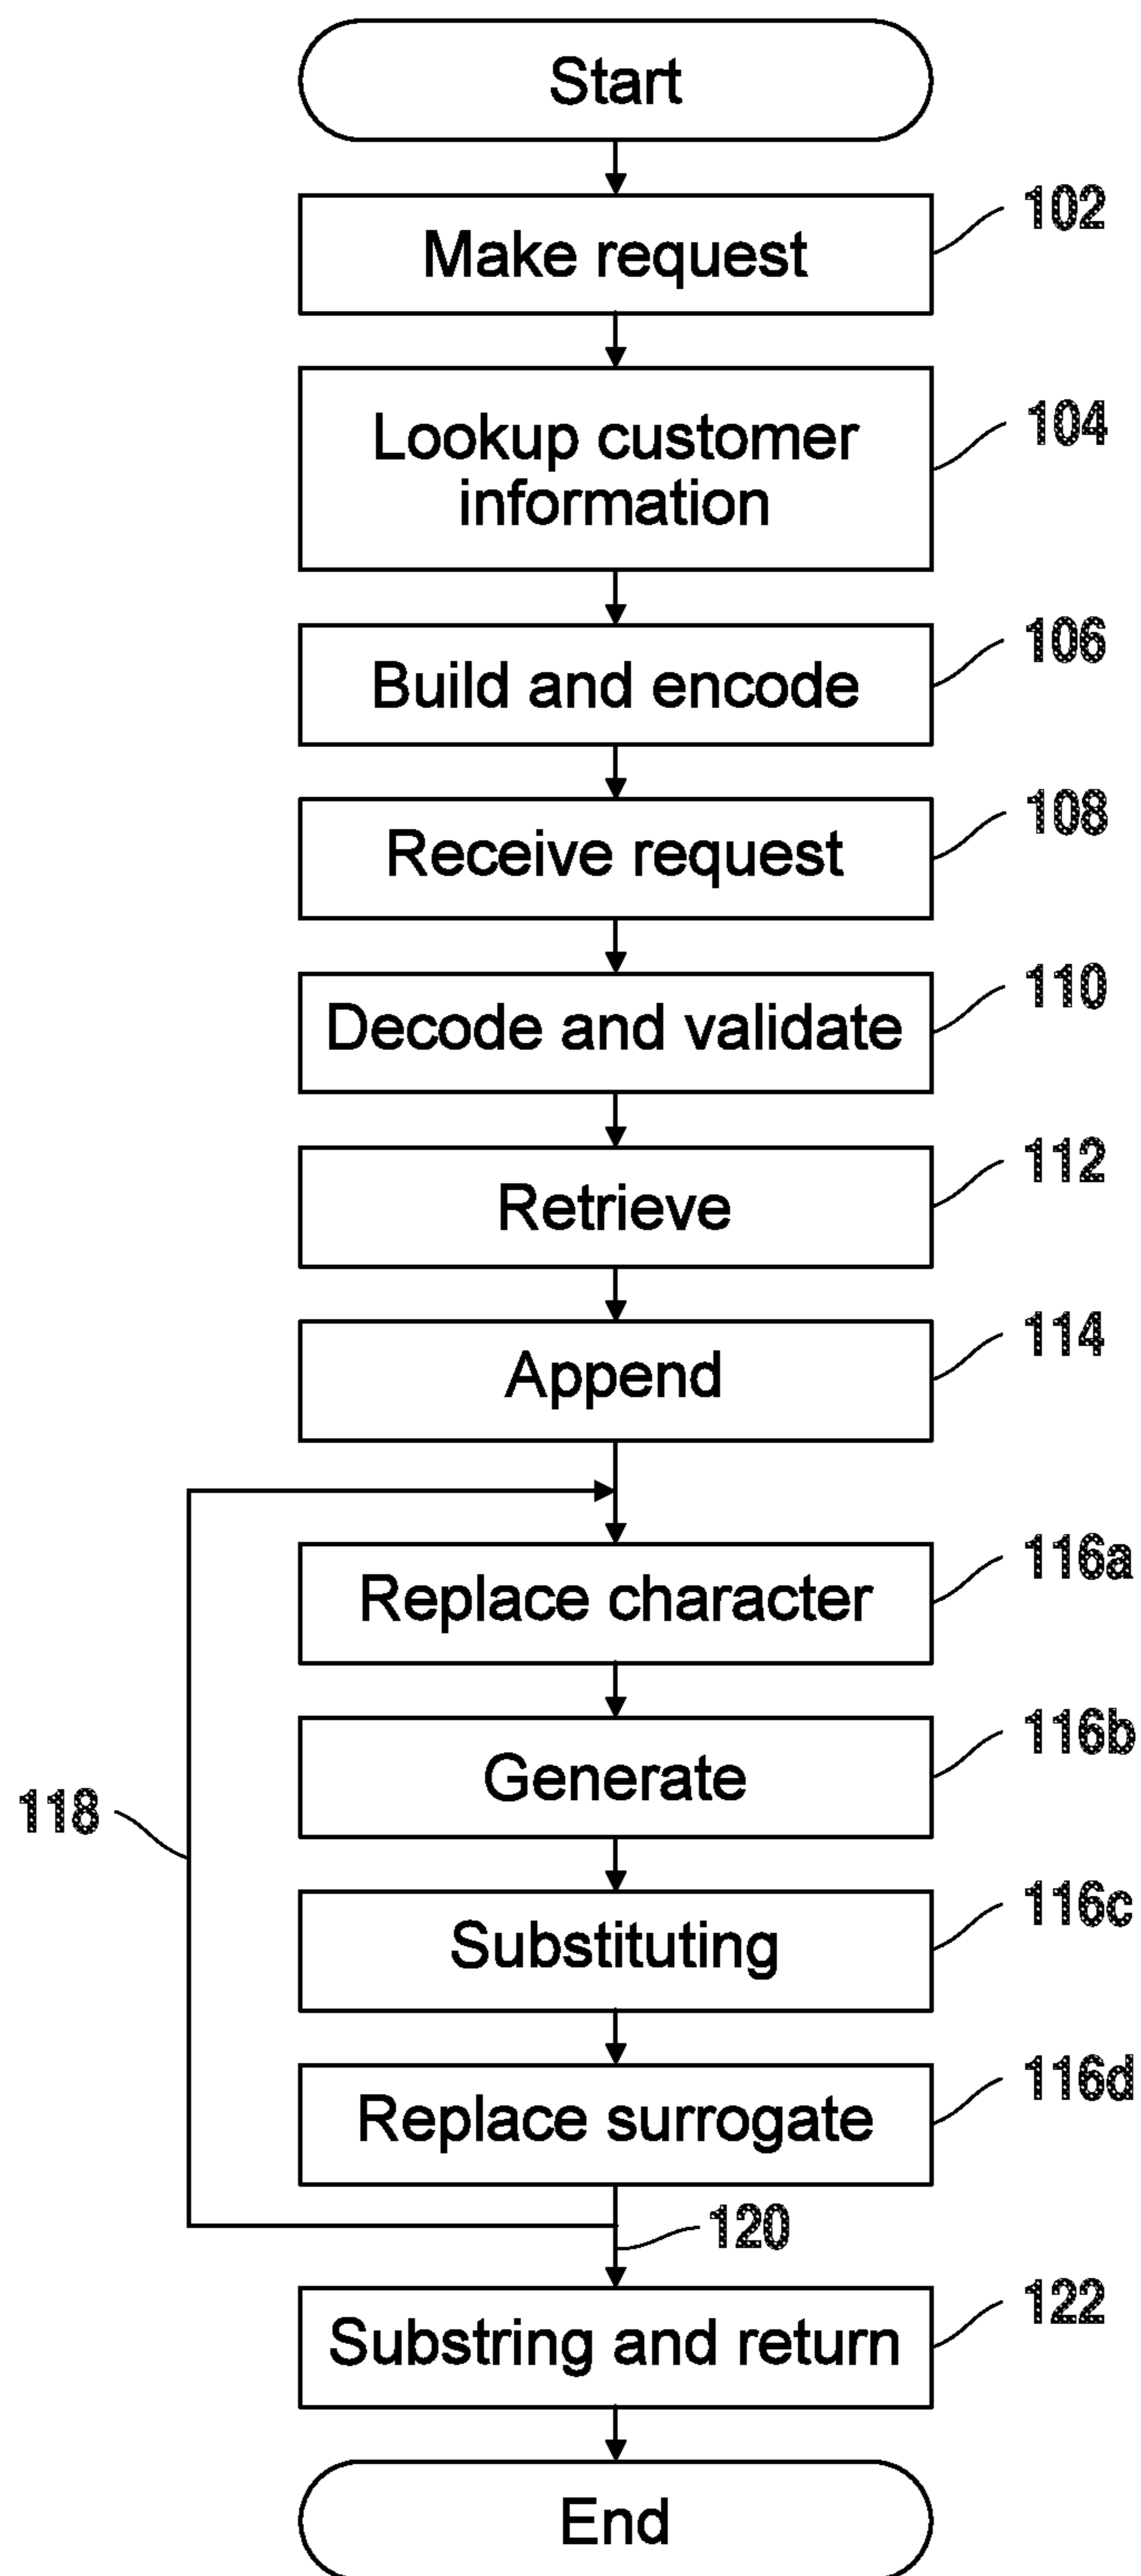 Start
Make request
102
Lookup customer
information
104
Build and encode
106
Receive request
108
Decode and validate
110
Retrieve
112
Append
114
Replace character
116a
Generate
116b
118
Substituting
116c
Replace surrogate
116d
120
Substring and return
122
End